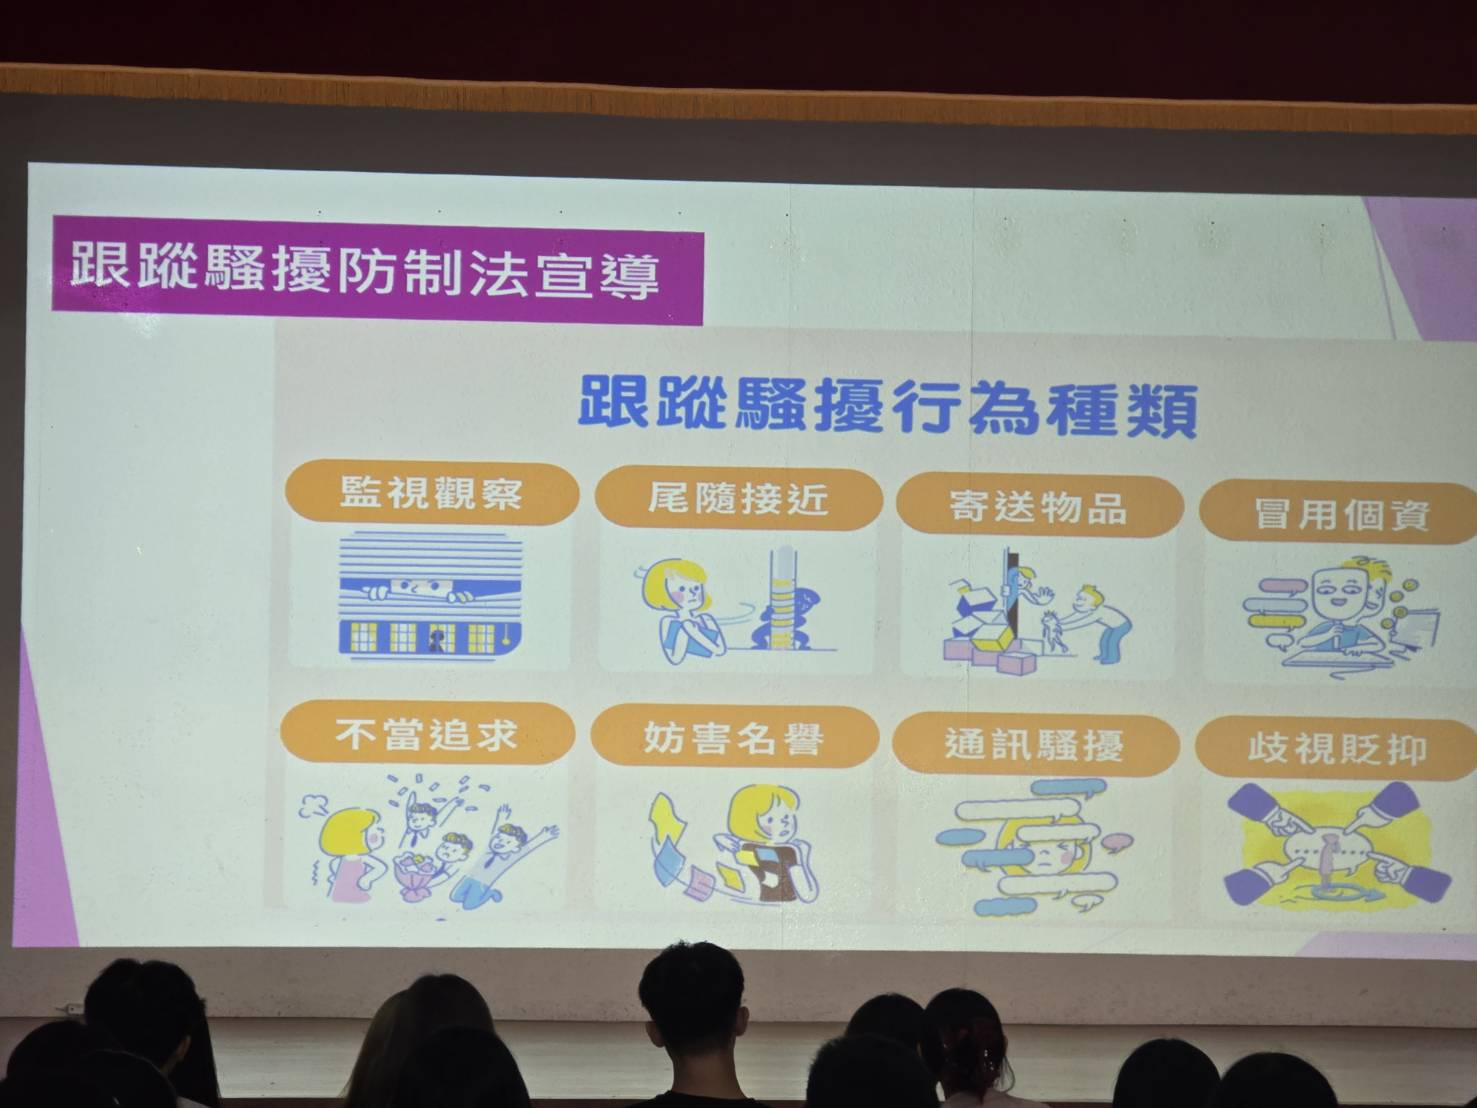 跟蹤騷擾防制法宣導
跟蹤騷擾行為種類
監視觀察
尾隨接近
寄送物品
冒用個資
不當追求
妨害名譽
通訊騷擾
歧視貶抑